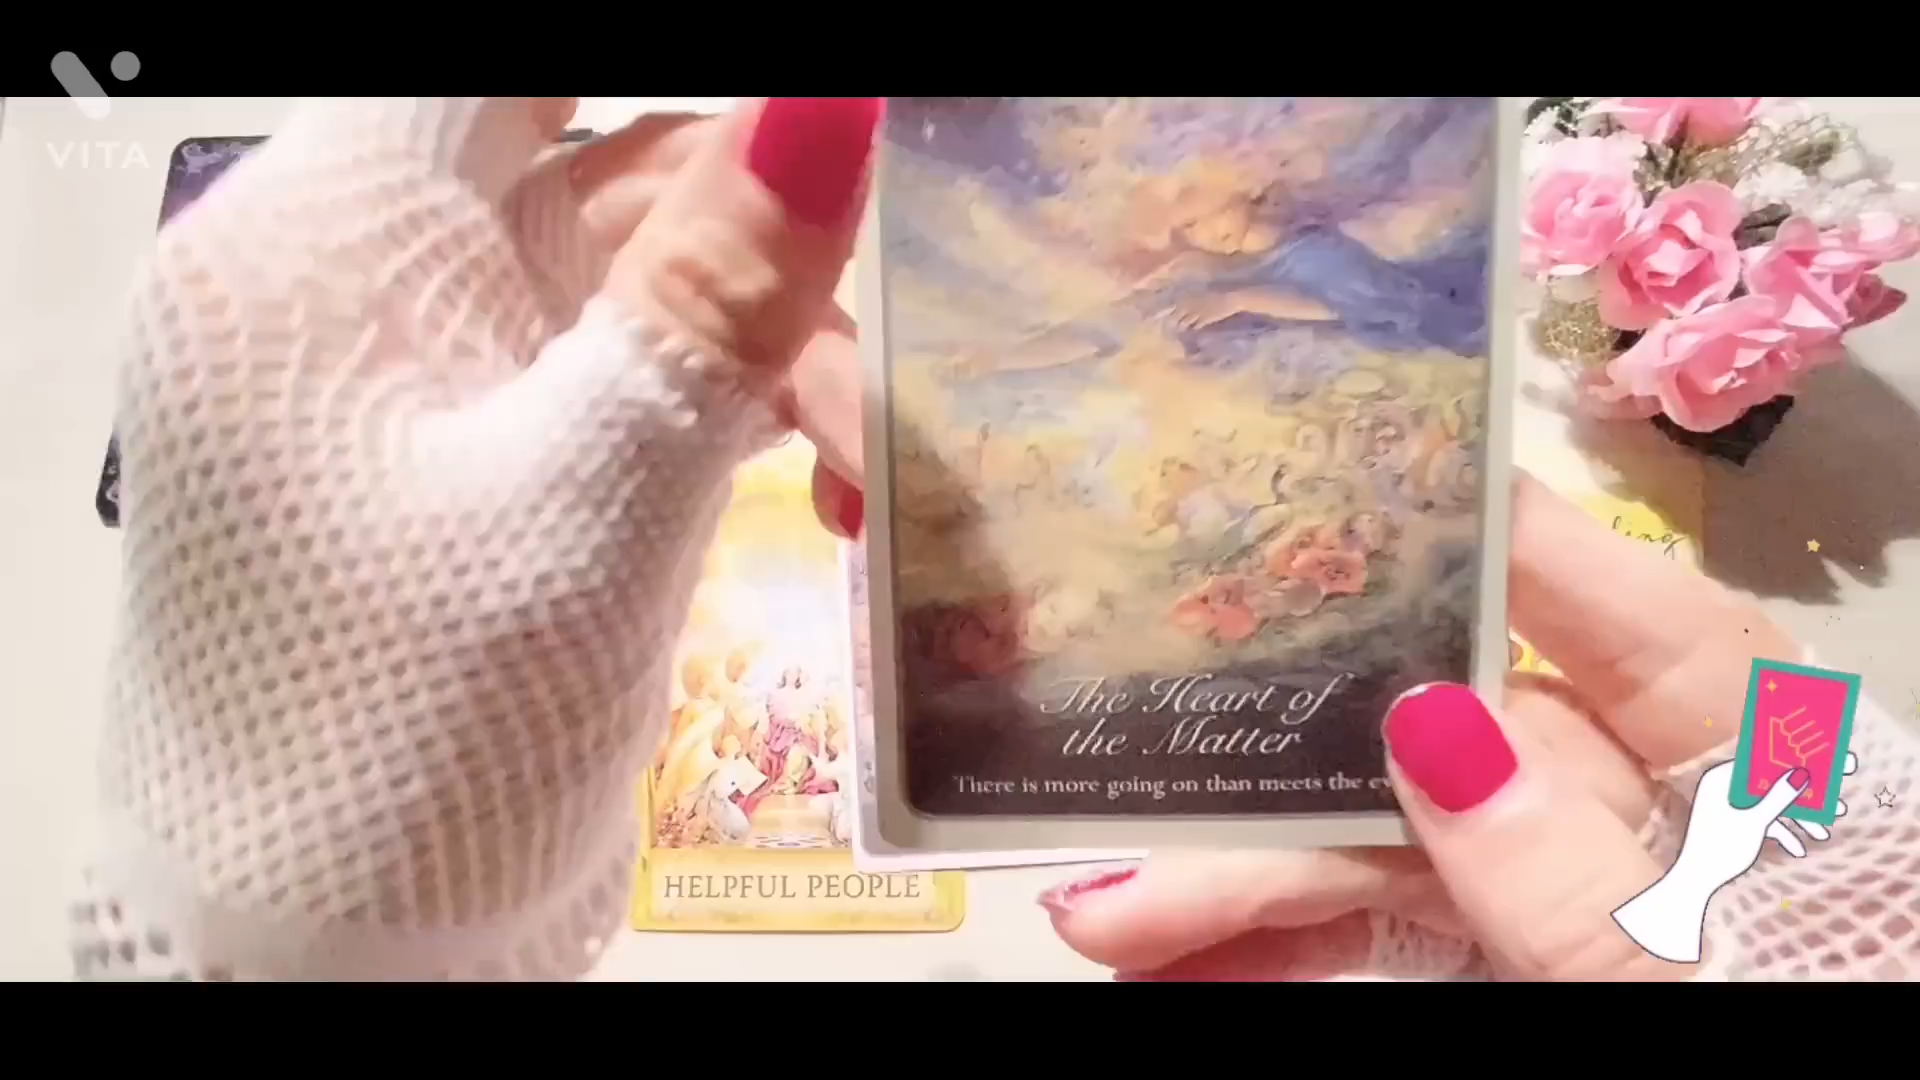 VITA
The Heart of
the Matter
There is more going on than meets the
HELPFUL PEOPLE